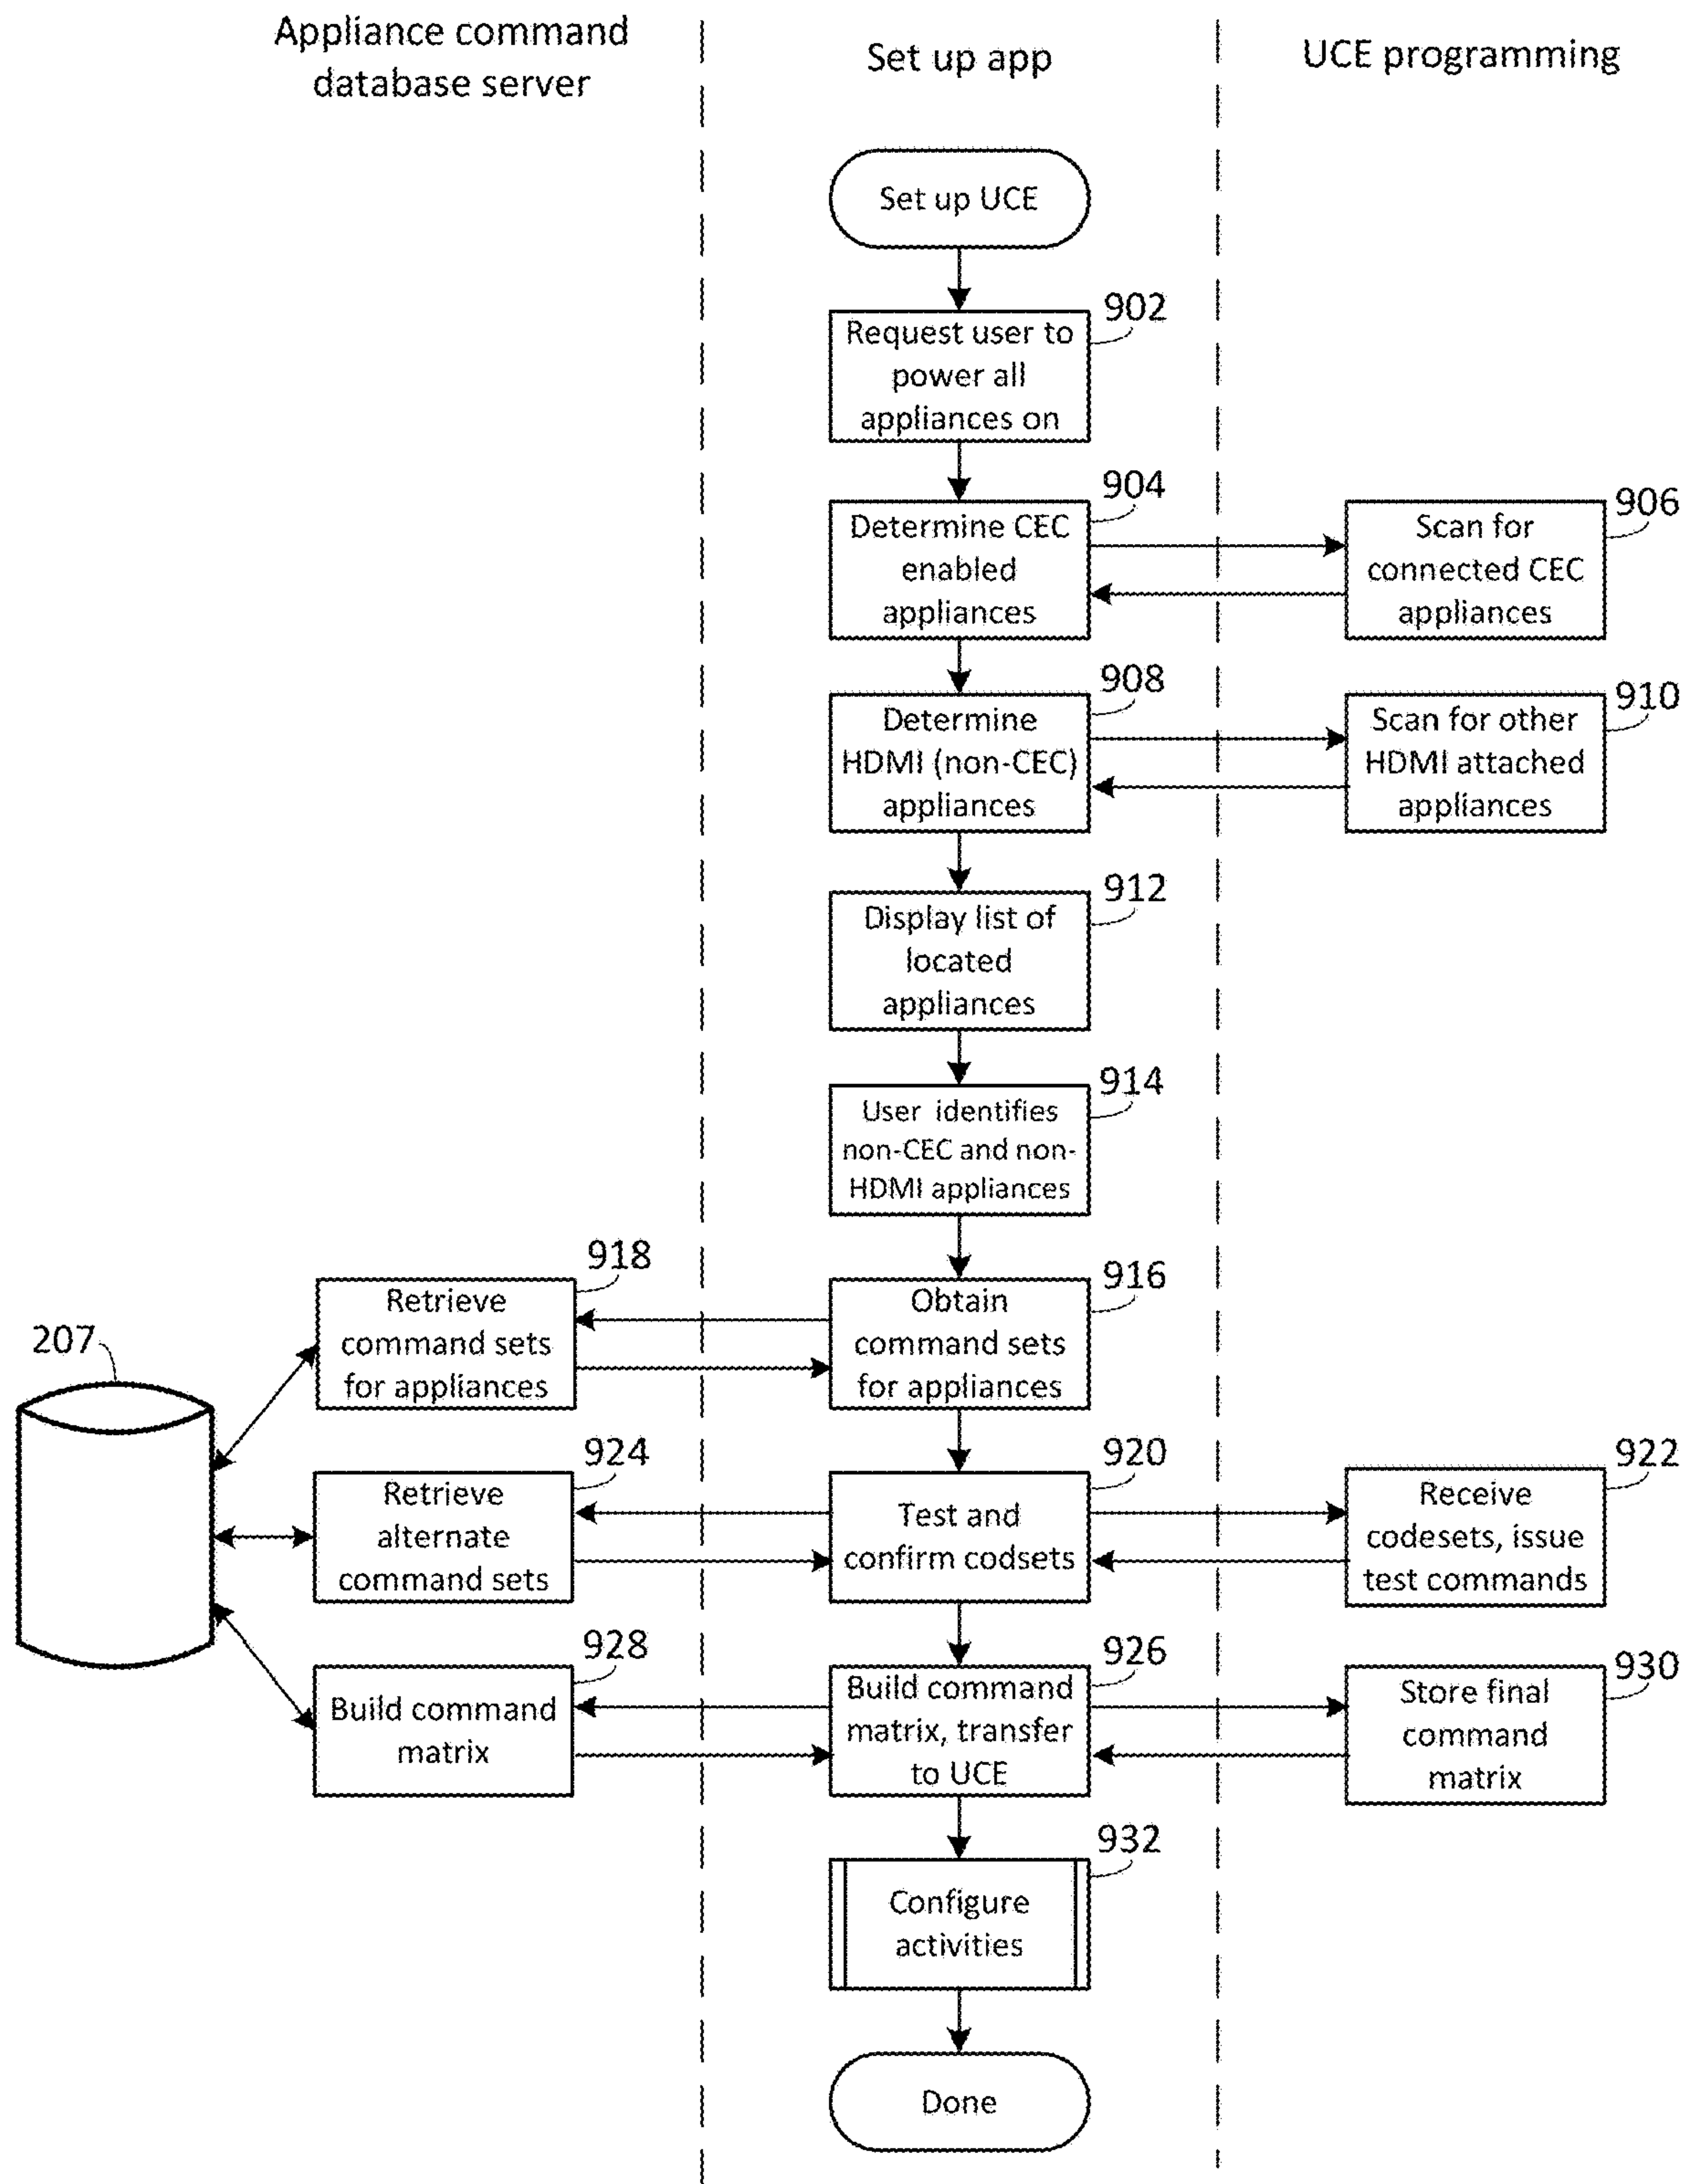 Appliance command
database server
Set up app
UCE programming
Set up UCE
902
Request user to
power all
appliances on
904
Determine CEC
enabled
appliances
906
Scan for
connected CEC
appliances
908
Determine
HDMI (non-CEC)
appliances
910
Scan for other
HDMI attached
appliances
912
Display list of
located
appliances
914
User identifies
non-CEC and non-
HDMI appliances
918
Retrieve
command sets
for appliances
916
Obtain
command sets
for appliances
207
924
Retrieve
alternate
command sets
920
Test and
confirm codsets
922
Receive
codesets, issue
test commands
928
Build command
matrix
926
Build command
matrix, transfer
to UCE
930
Store final
command
matrix
932
Configure
activities
Done